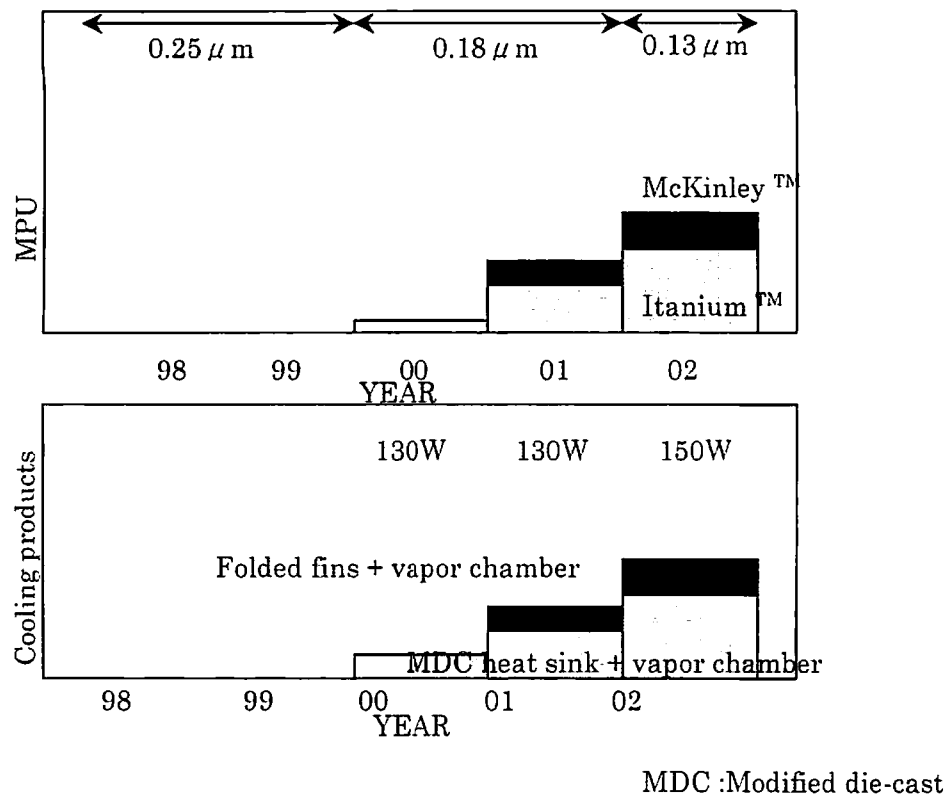 0.25 μm 0.18 μm 0.13 μm
MPU
McKinley ™
Itanium ™
98 99 00 01 02
YEAR
Cooling products
130W 130W 150W
Folded fins + vapor chamber
MDC heat sink + vapor chamber
98 99 00 01 02
YEAR
MDC :Modified die-cast